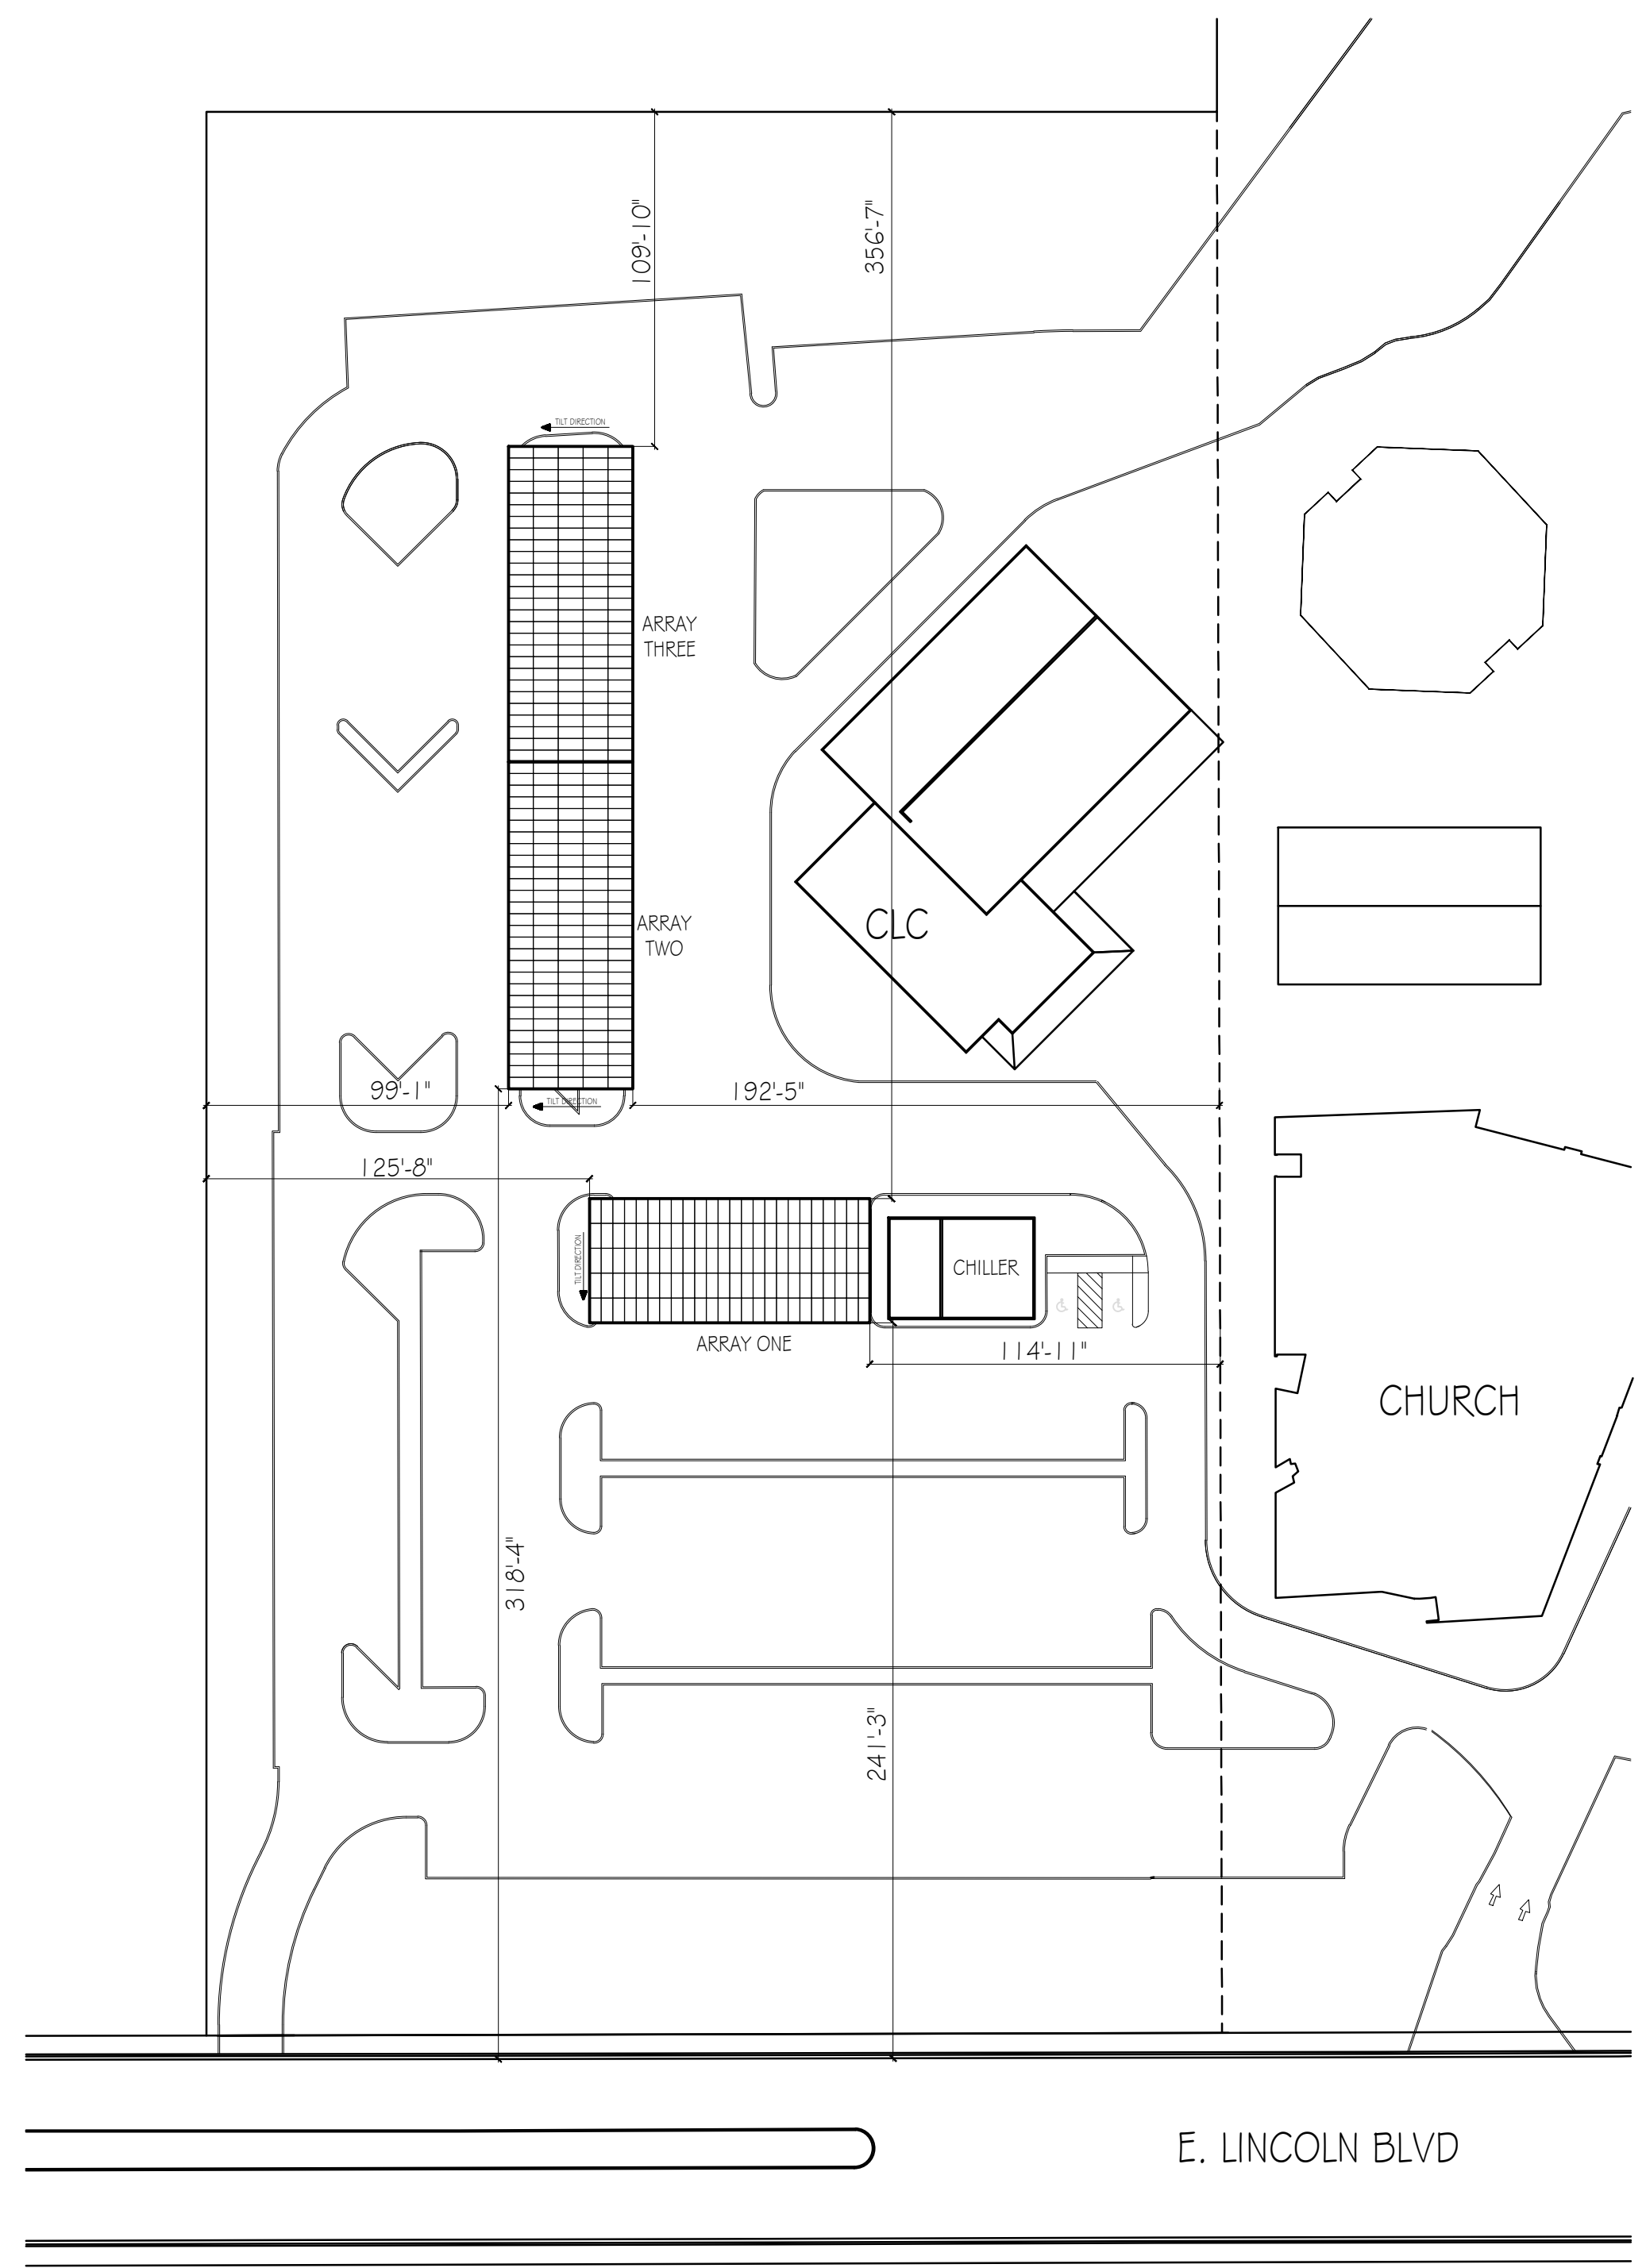 109'-10"
356'-7"
TILT DIRECTION
ARRAY
THREE
ARRAY
TWO
CLC
99'-1"
192'-5"
TILT DIRECTION
125'-8"
TILT DIRECTION
CHILLER
ARRAY ONE
114'-11"
CHURCH
318'-4"
241'-3"
E. LINCOLN BLVD